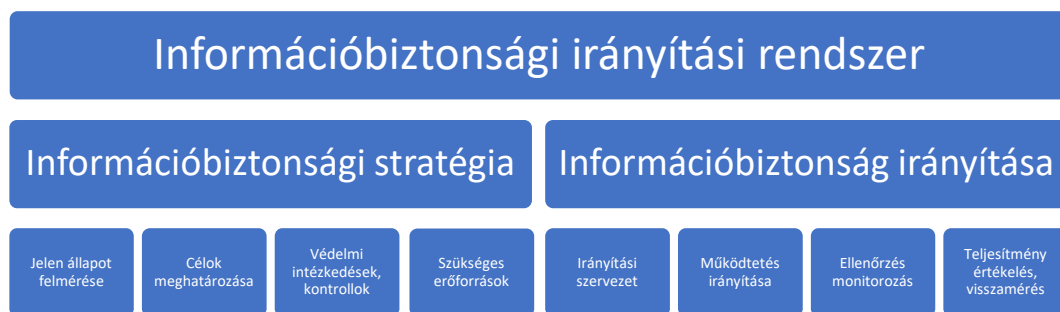 Információbiztonsági irányítási rendszer
Információbiztonsági stratégia
Információbiztonság irányítása
Jelen állapot
felmérése
Célok
meghatározása
Védelmi
intézkedések,
kontrollok
Szükséges
erőforrások
Irányítási
szervezet
Működtetés
irányítása
Ellenőrzés
monitorozás
Teljesítmény
értékelés,
visszamérés